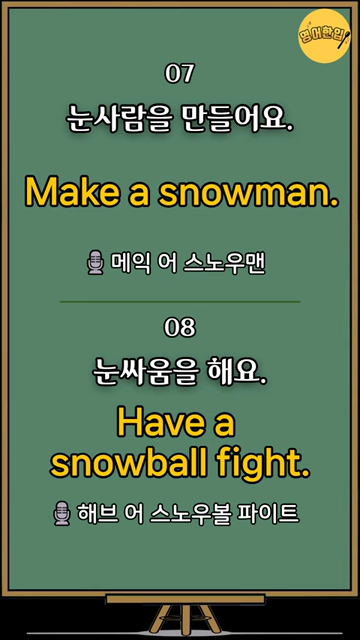 영어한입
07
눈사람을 만들어요.
Make a snowman.
메익 어 스노우맨
08
눈싸움을 해요.
Have a
snowball fight.
해브 어 스노우볼 파이트